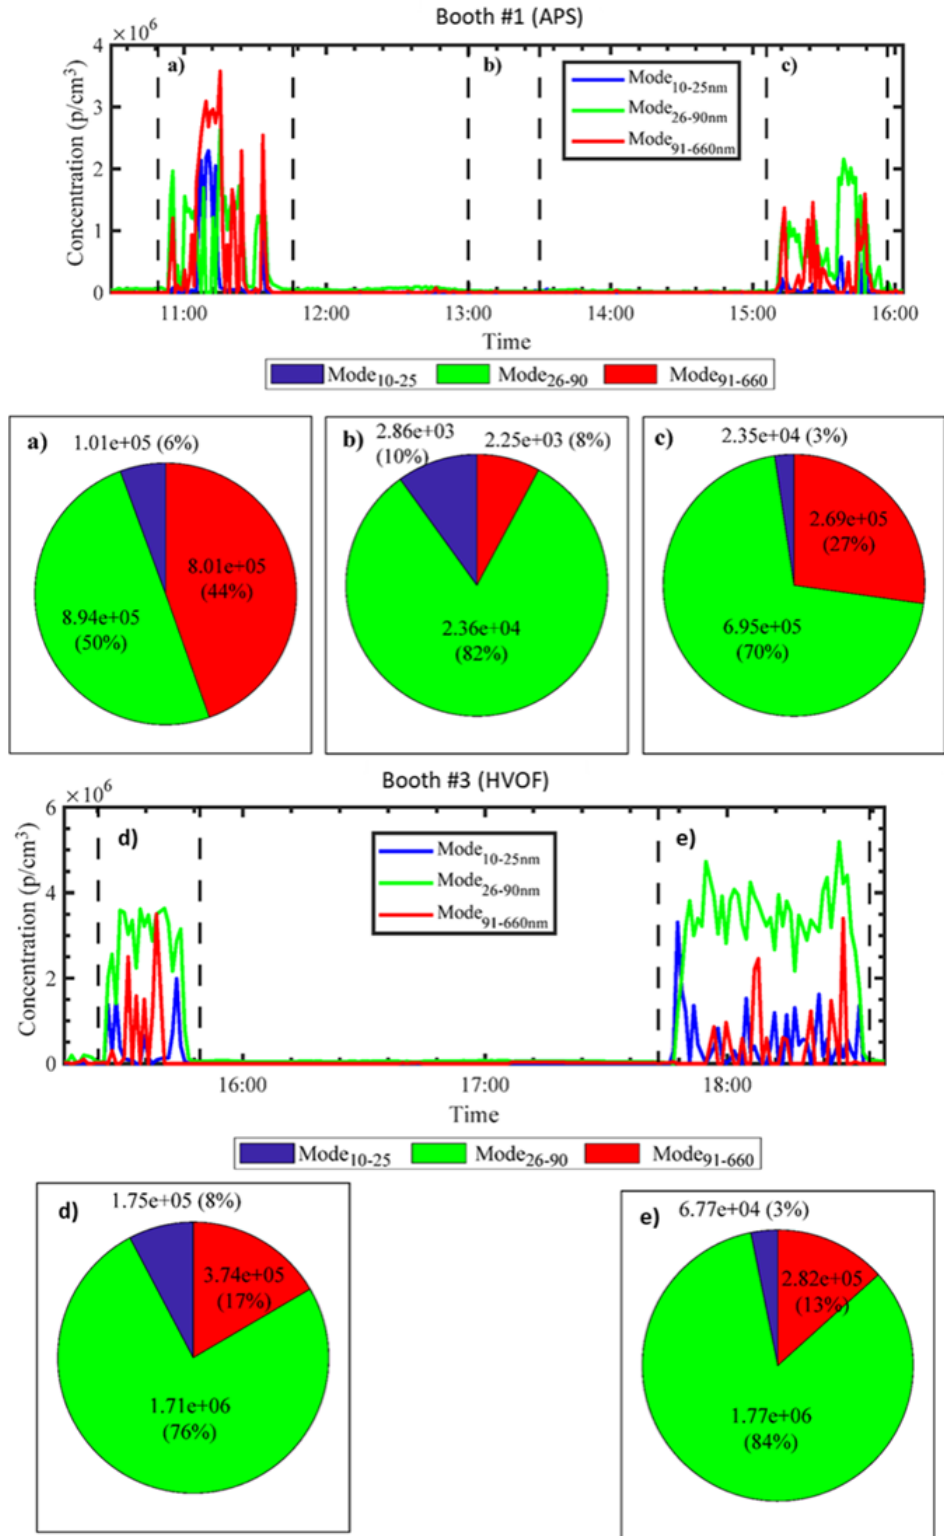 Booth #1 (APS)
×10⁶
Concentration (p/cm³)
4
3
2
1
0
a)
b)
c)
Mode₁₀₋₂₅ₙₘ
Mode₂₆₋₉₀ₙₘ
Mode₉₁₋₆₆₀ₙₘ
11:00 12:00 13:00 14:00 15:00 16:00
Time
Mode₁₀₋₂₅ Mode₂₆₋₉₀ Mode₉₁₋₆₆₀
a)
1.01e+05 (6%)
8.01e+05
(44%)
8.94e+05
(50%)
b)
2.86e+03
(10%)
2.25e+03 (8%)
2.36e+04
(82%)
c)
2.35e+04 (3%)
2.69e+05
(27%)
6.95e+05
(70%)
Booth #3 (HVOF)
×10⁶
Concentration (p/cm³)
6
4
2
0
d)
e)
Mode₁₀₋₂₅ₙₘ
Mode₂₆₋₉₀ₙₘ
Mode₉₁₋₆₆₀ₙₘ
16:00 17:00 18:00
Time
Mode₁₀₋₂₅ Mode₂₆₋₉₀ Mode₉₁₋₆₆₀
d)
1.75e+05 (8%)
3.74e+05
(17%)
1.71e+06
(76%)
e)
6.77e+04 (3%)
2.82e+05
(13%)
1.77e+06
(84%)